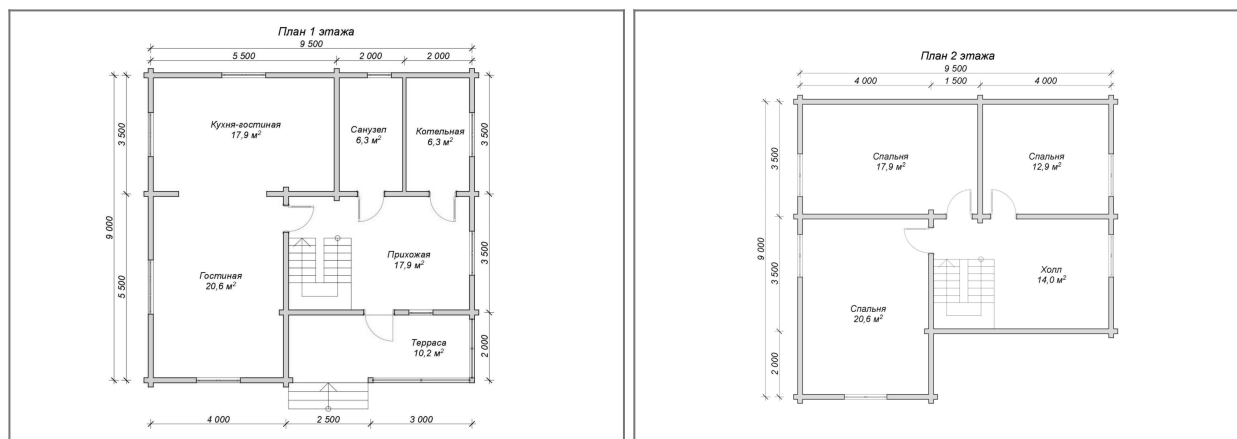 План 1 этажа
9 500
5 500
2 000
2 000
Кухня-гостиная
17,9 м²
Санузел
6,3 м²
Котельная
6,3 м²
3 500
3 500
9 000
5 500
3 500
2 000
Прихожая
17,9 м²
Гостиная
20,6 м²
Терраса
10,2 м²
4 000
2 500
3 000
План 2 этажа
9 500
4 000
1 500
4 000
Спальня
17,9 м²
Спальня
12,9 м²
3 500
9 000
3 500
2 000
Холл
14,0 м²
Спальня
20,6 м²